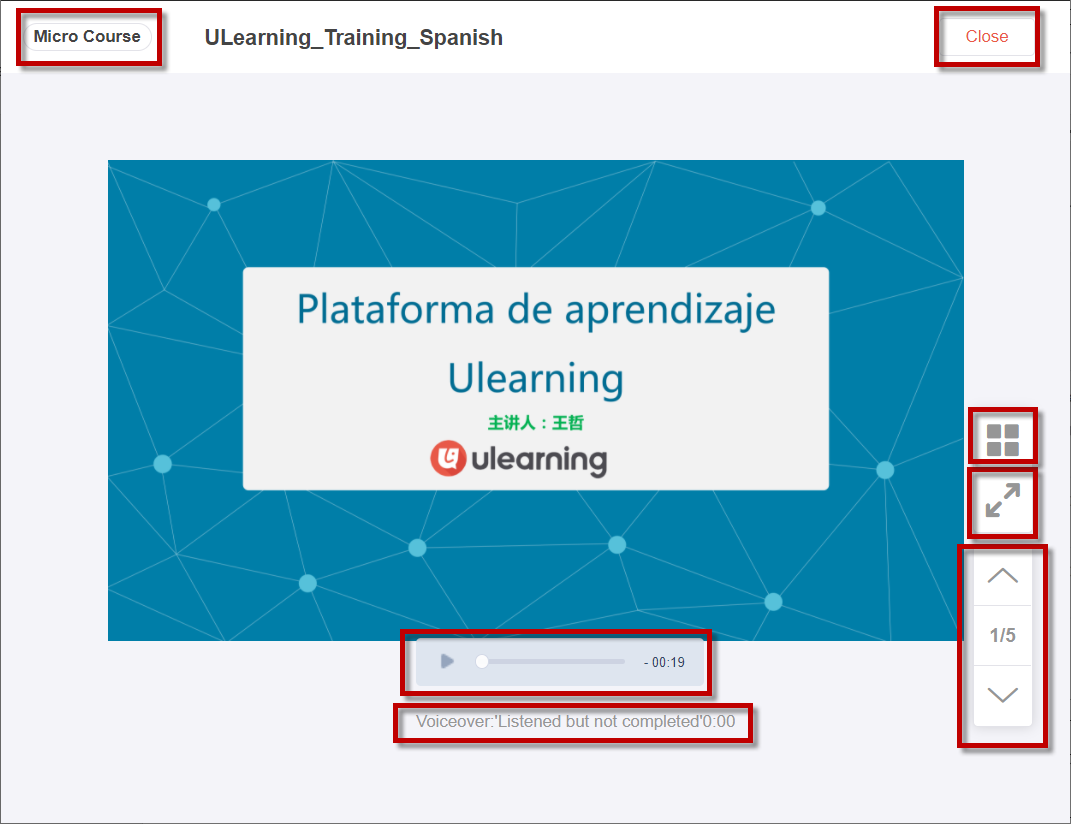 Micro Course
ULearning_Training_Spanish
Close
Plataforma de aprendizaje
Ulearning
主讲人：王哲
ulearning
1/5
- 00:19
Voiceover:'Listened but not completed'0:00